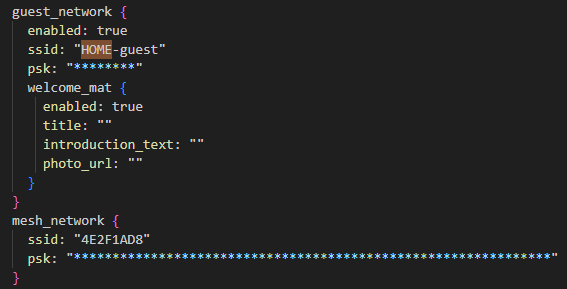 guest_network {
  enabled: true
  ssid: "HOME-guest"
  psk: "********"
  welcome_mat {
    enabled: true
    title: ""
    introduction_text: ""
    photo_url: ""
  }
}
mesh_network {
  ssid: "4E2F1AD8"
  psk: "****************************************************************"
}